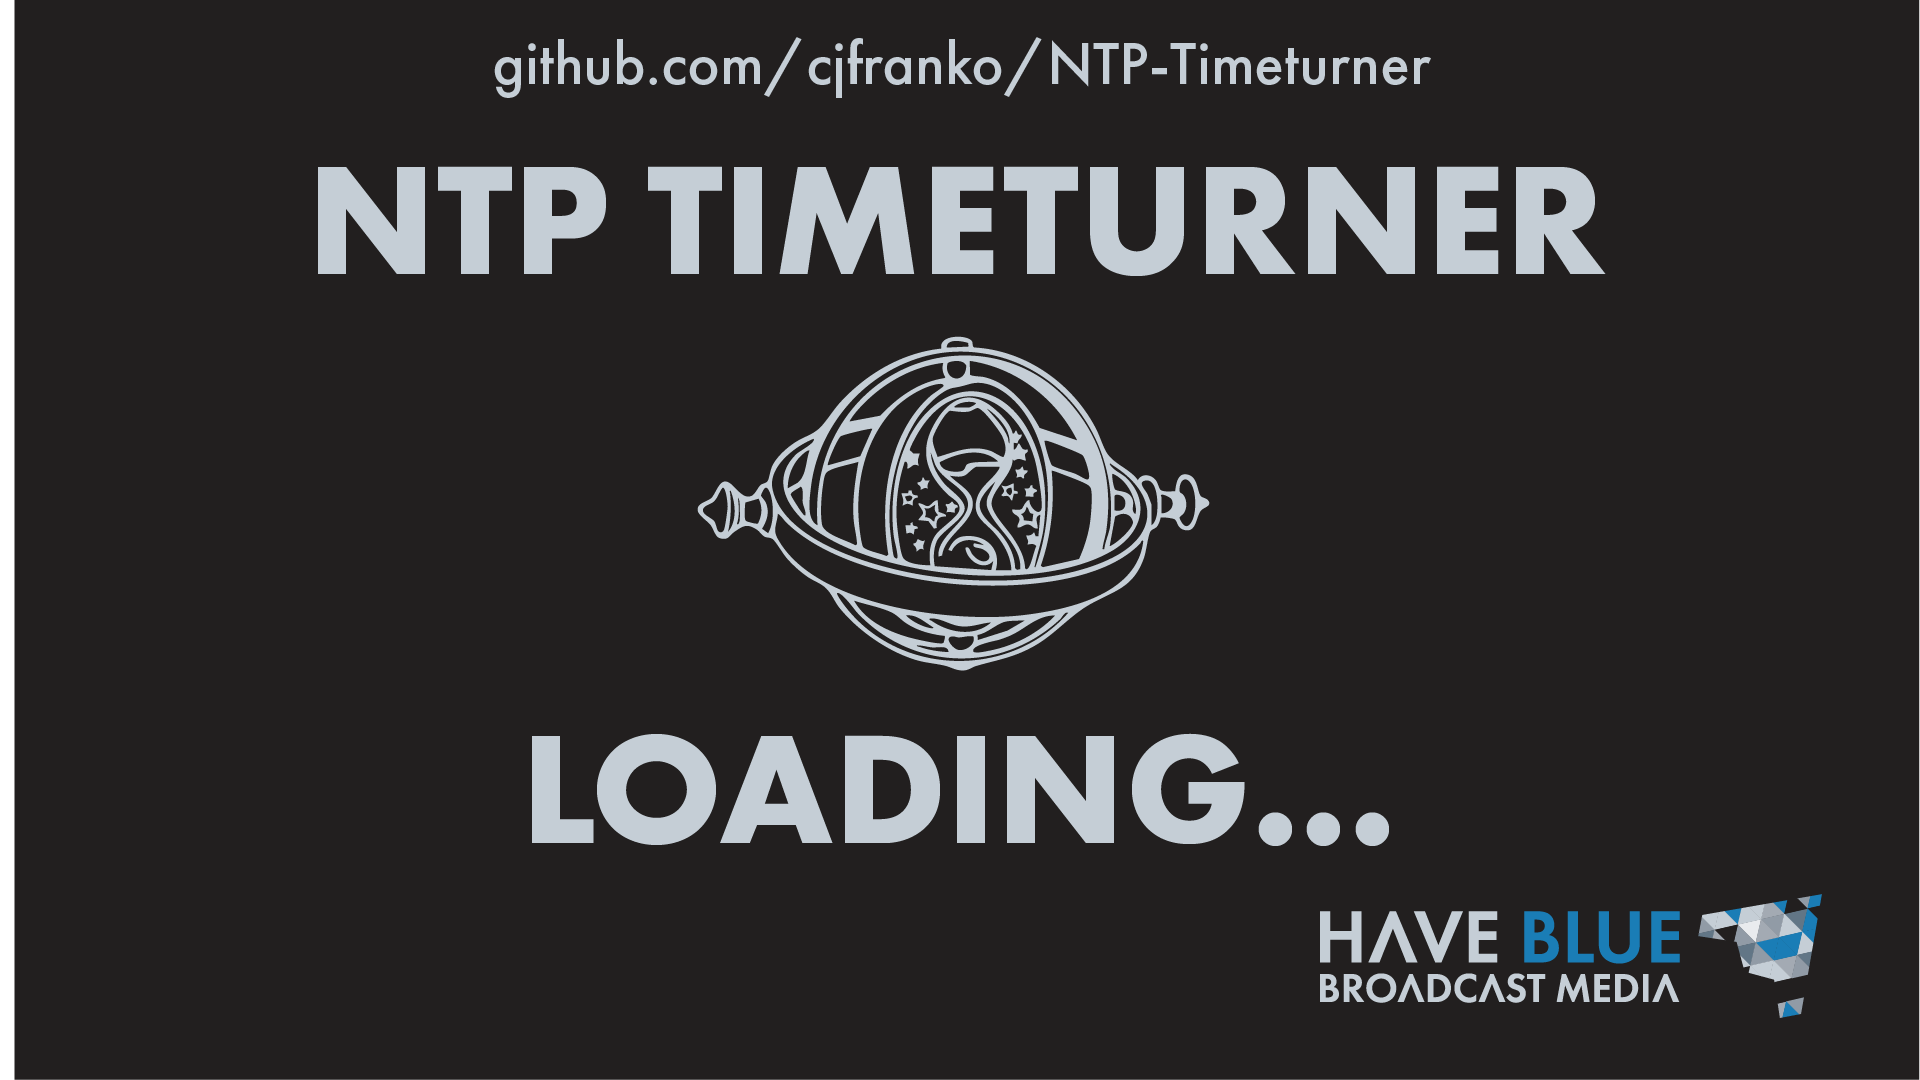 github.com/cjfranko/NTP-Timeturner
NTP TIMETURNER
LOADING...
HAVE BLUE
BROADCAST MEDIA